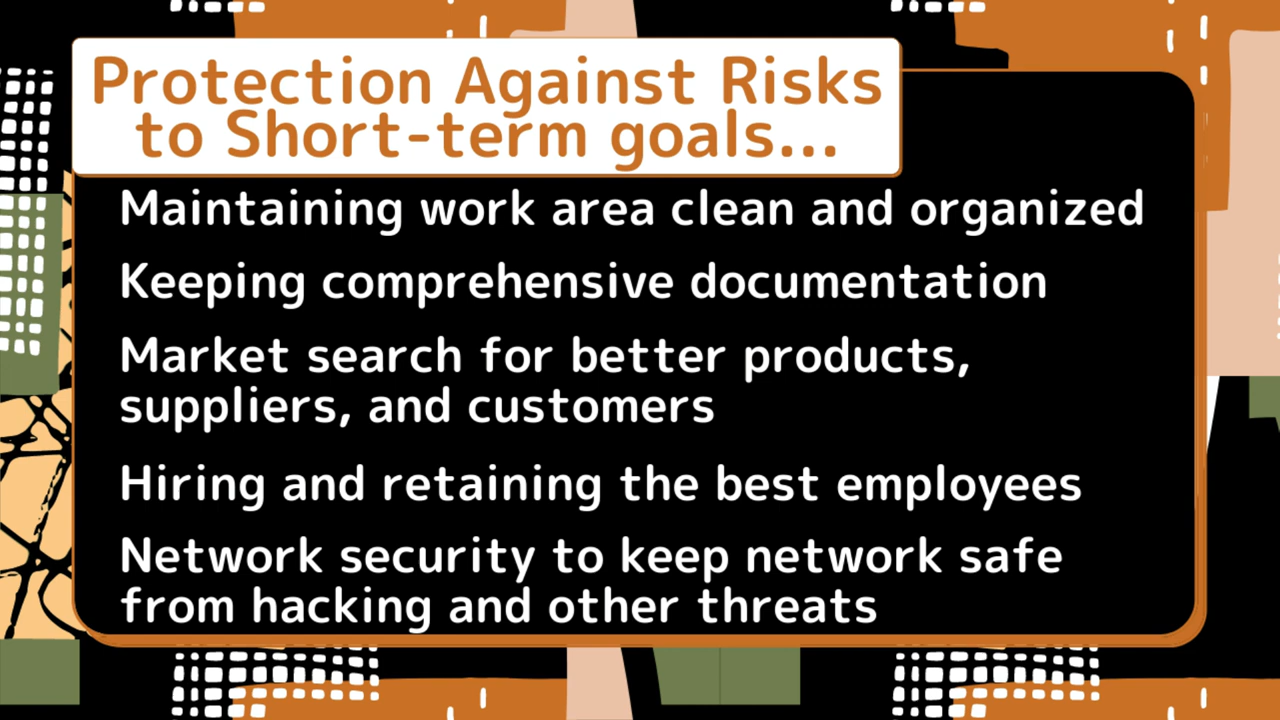 Protection Against Risks
to Short-term goals...
Maintaining work area clean and organized
Keeping comprehensive documentation
Market search for better products,
suppliers, and customers
Hiring and retaining the best employees
Network security to keep network safe
from hacking and other threats